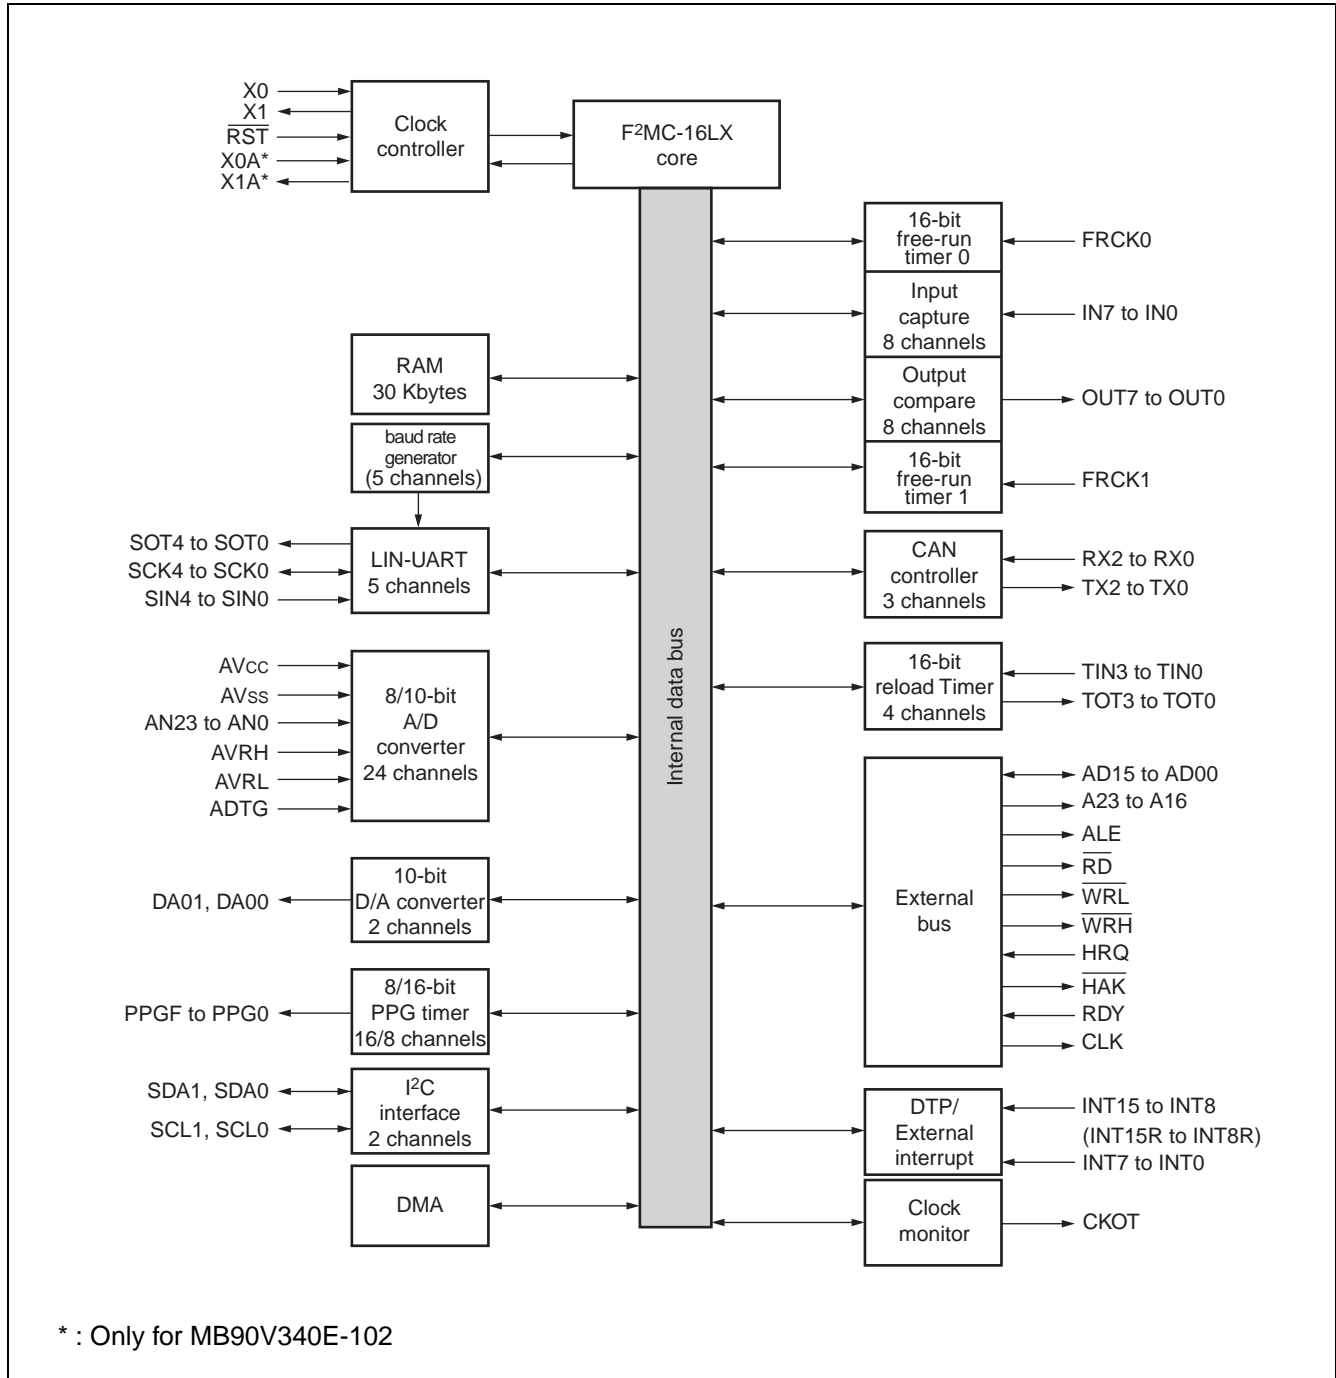 X0
X1
RST
X0A*
X1A*
Clock
controller
F²MC-16LX
core
RAM
30 Kbytes
baud rate
generator
(5 channels)
SOT4 to SOT0
SCK4 to SCK0
SIN4 to SIN0
LIN-UART
5 channels
AVcc
AVss
AN23 to AN0
AVRH
AVRL
ADTG
8/10-bit
A/D
converter
24 channels
DA01, DA00
10-bit
D/A converter
2 channels
PPGF to PPG0
8/16-bit
PPG timer
16/8 channels
SDA1, SDA0
SCL1, SCL0
I²C
interface
2 channels
DMA
Internal data bus
16-bit
free-run
timer 0
FRCK0
Input
capture
8 channels
IN7 to IN0
Output
compare
8 channels
OUT7 to OUT0
16-bit
free-run
timer 1
FRCK1
CAN
controller
3 channels
RX2 to RX0
TX2 to TX0
16-bit
reload Timer
4 channels
TIN3 to TIN0
TOT3 to TOT0
External
bus
AD15 to AD00
A23 to A16
ALE
RD
WRL
WRH
HRQ
HAK
RDY
CLK
DTP/
External
interrupt
INT15 to INT8
(INT15R to INT8R)
INT7 to INT0
Clock
monitor
CKOT
* : Only for MB90V340E-102